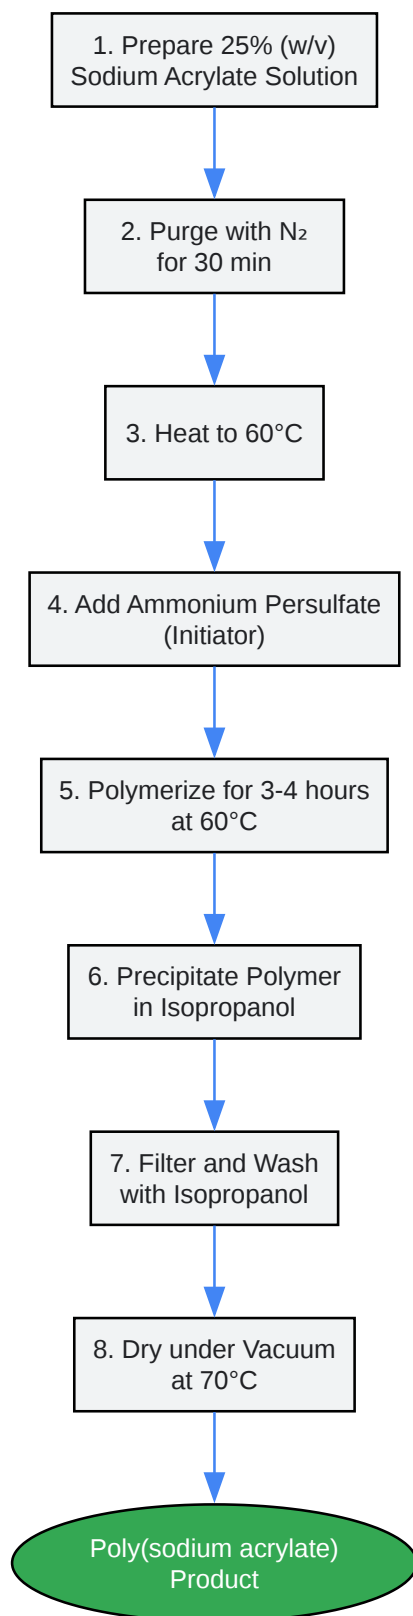 1. Prepare 25% (w/v)
Sodium Acrylate Solution
2. Purge with N₂
for 30 min
3. Heat to 60°C
4. Add Ammonium Persulfate
(Initiator)
5. Polymerize for 3-4 hours
at 60°C
6. Precipitate Polymer
in Isopropanol
7. Filter and Wash
with Isopropanol
8. Dry under Vacuum
at 70°C
Poly(sodium acrylate)
Product